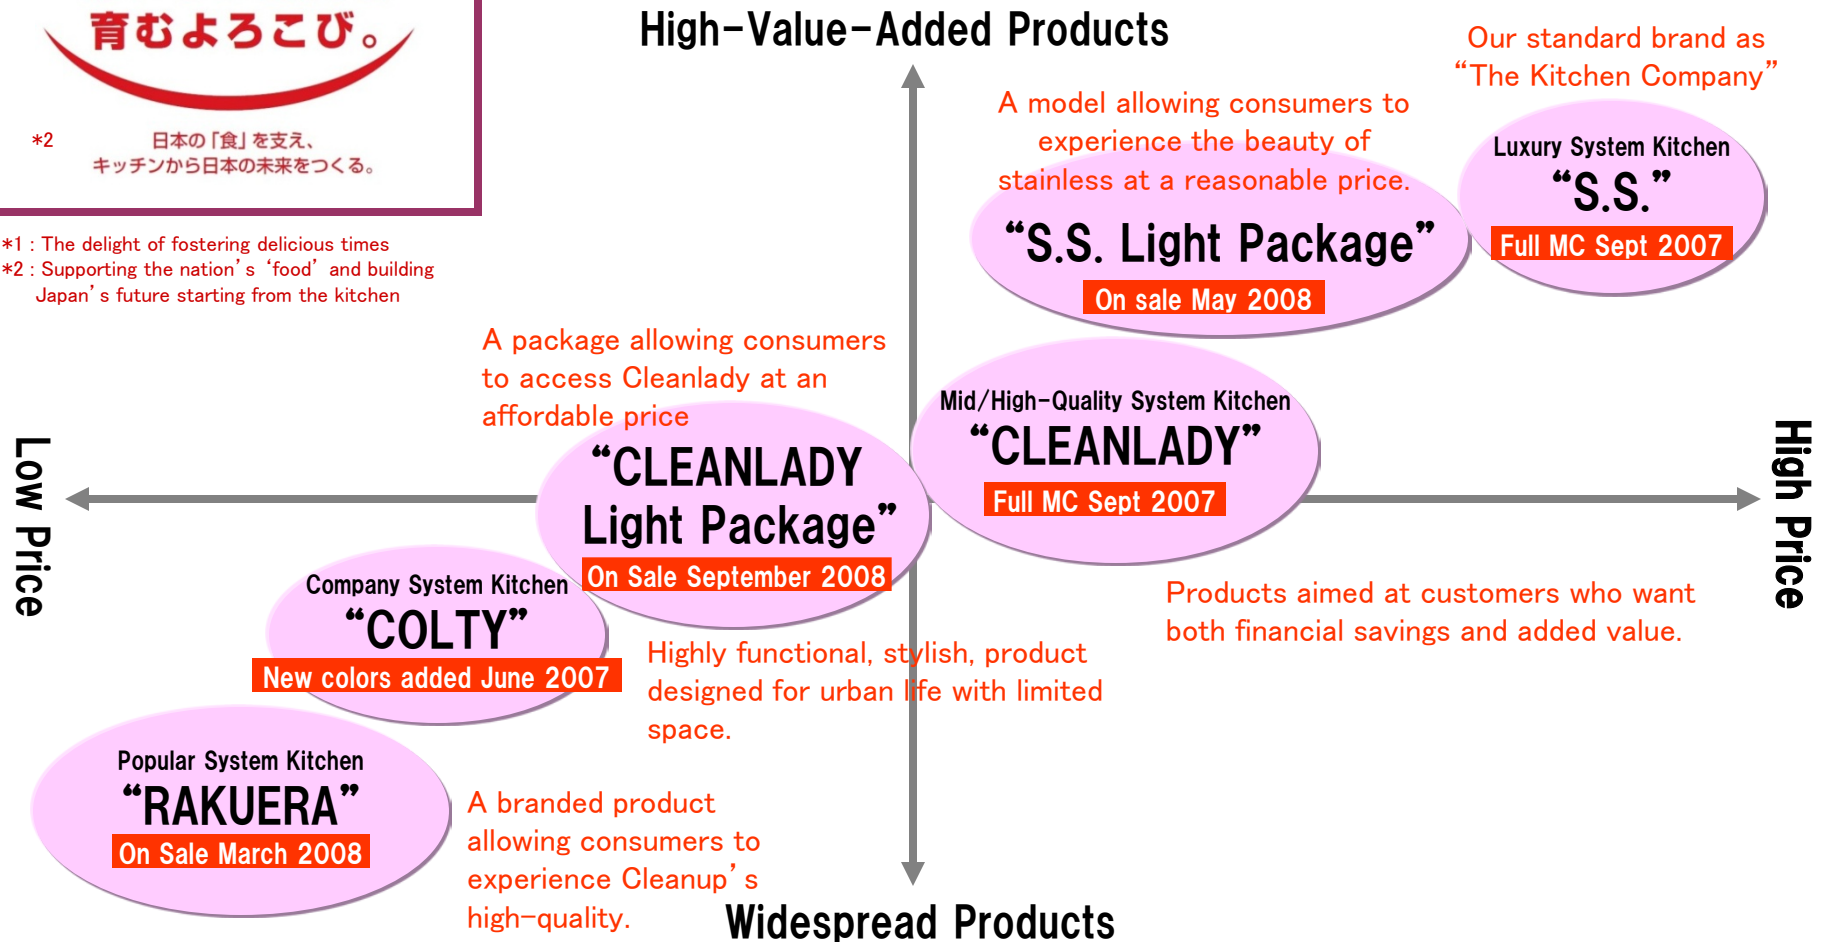 育むよろこび。
*2
日本の「食」を支え、
キッチンから日本の未来をつくる。
*1 : The delight of fostering delicious times
*2 : Supporting the nation's 'food' and building
Japan's future starting from the kitchen
High-Value-Added Products
Our standard brand as
“The Kitchen Company”
Luxury System Kitchen
“S.S.”
Full MC Sept 2007
A model allowing consumers to
experience the beauty of
stainless at a reasonable price.
“S.S. Light Package”
On sale May 2008
A package allowing consumers
to access Cleanlady at an
affordable price
“CLEANLADY
Light Package”
On Sale September 2008
Mid/High-Quality System Kitchen
“CLEANLADY”
Full MC Sept 2007
Low Price
High Price
Products aimed at customers who want
both financial savings and added value.
Company System Kitchen
“COLTY”
New colors added June 2007
Highly functional, stylish, product
designed for urban life with limited
space.
Popular System Kitchen
“RAKUERA”
On Sale March 2008
A branded product
allowing consumers to
experience Cleanup's
high-quality.
Widespread Products